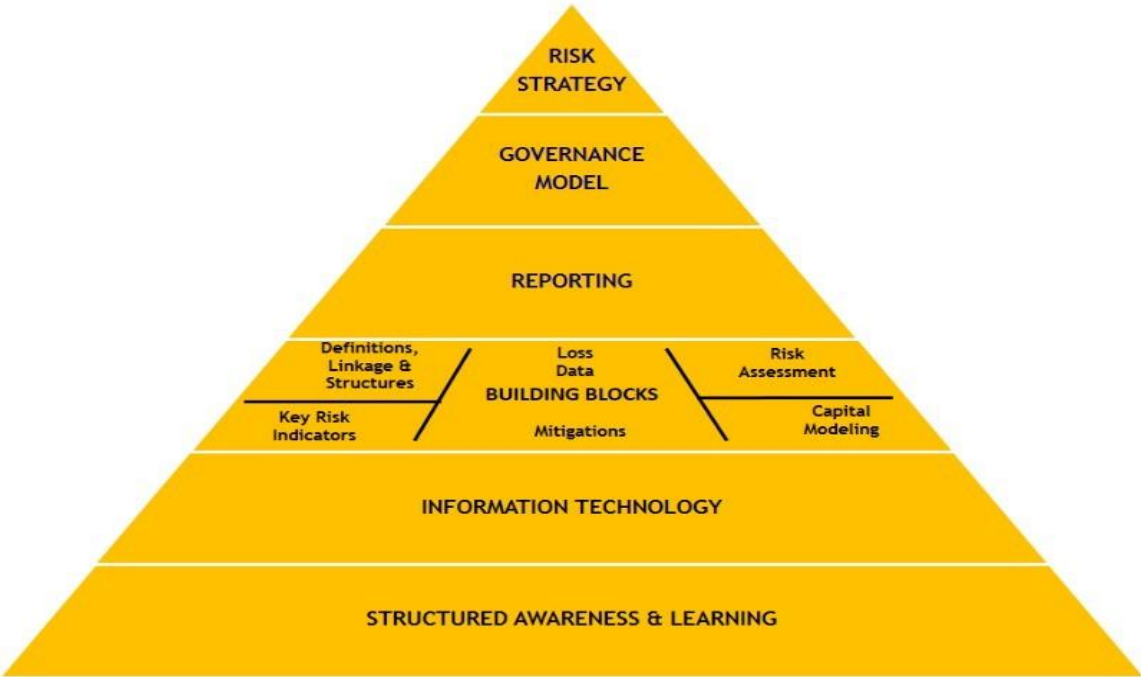 RISK
STRATEGY
GOVERNANCE
MODEL
REPORTING
Definitions,
Linkage &
Structures
Key Risk
Indicators
Loss
Data
BUILDING BLOCKS
Mitigations
Risk
Assessment
Capital
Modeling
INFORMATION TECHNOLOGY
STRUCTURED AWARENESS & LEARNING